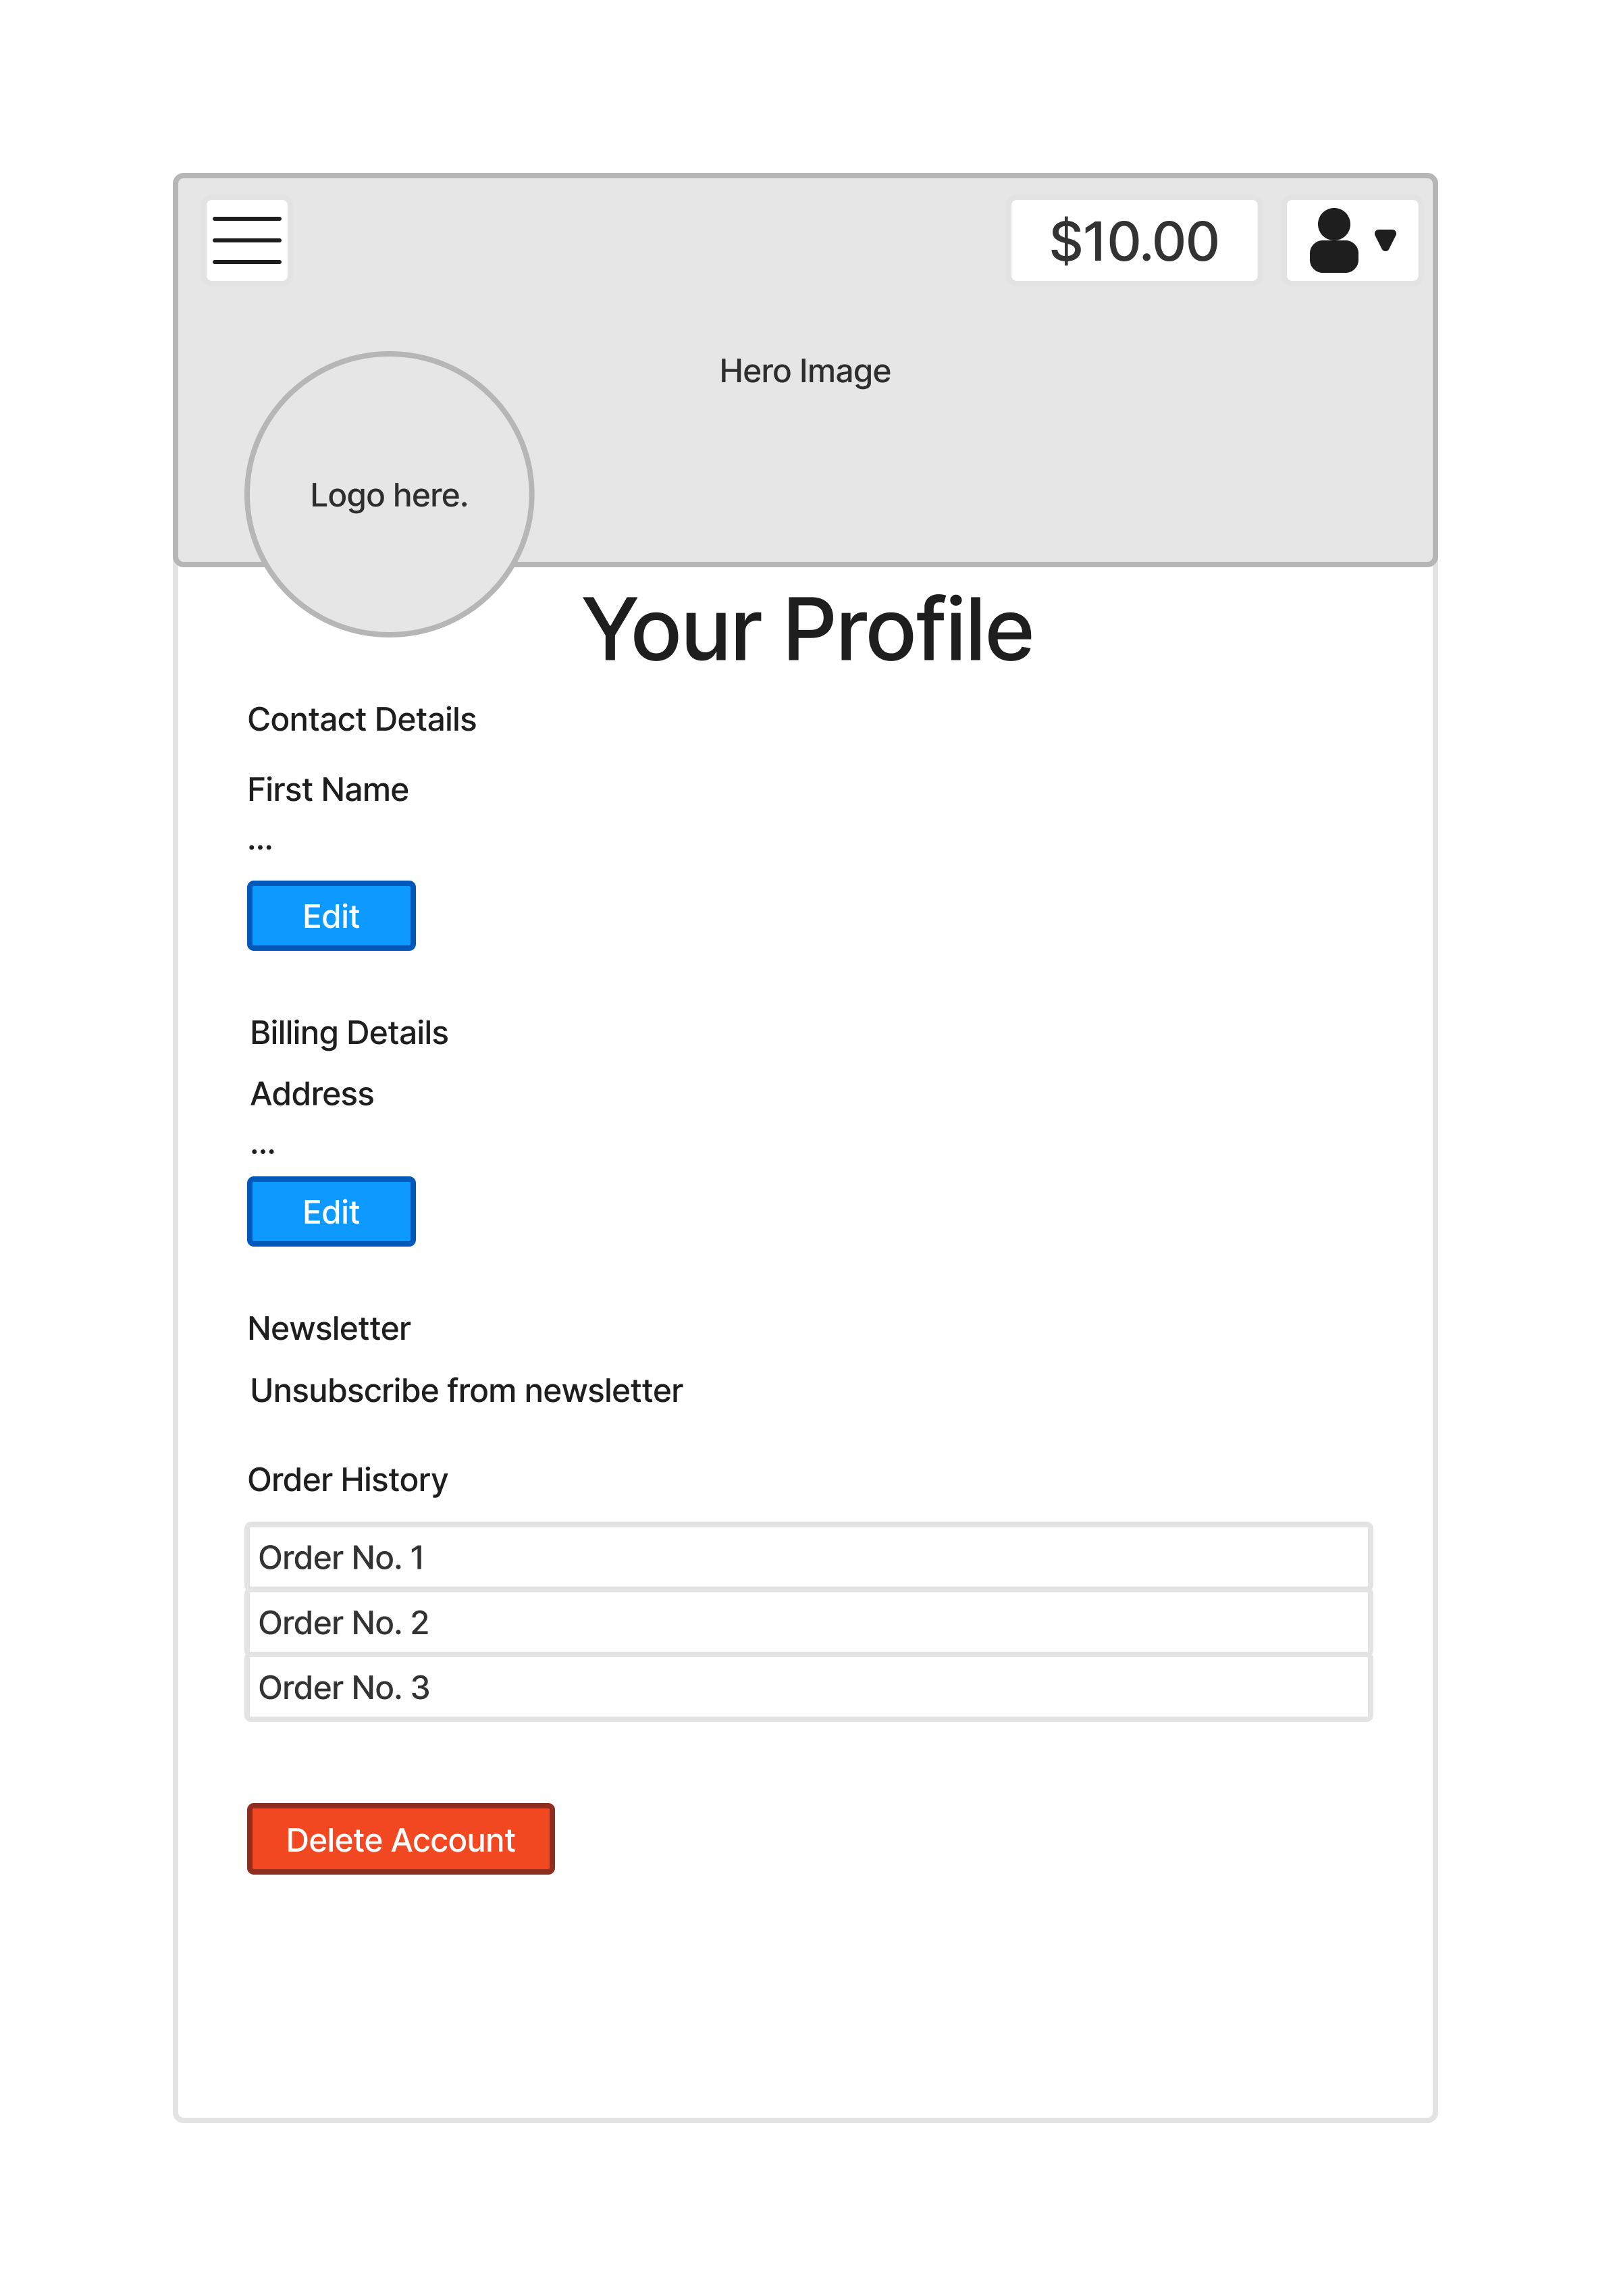 $10.00
Hero Image
Logo here.
Your Profile
Contact Details
First Name
...
Edit
Billing Details
Address
...
Edit
Newsletter
Unsubscribe from newsletter
Order History
Order No. 1
Order No. 2
Order No. 3
Delete Account